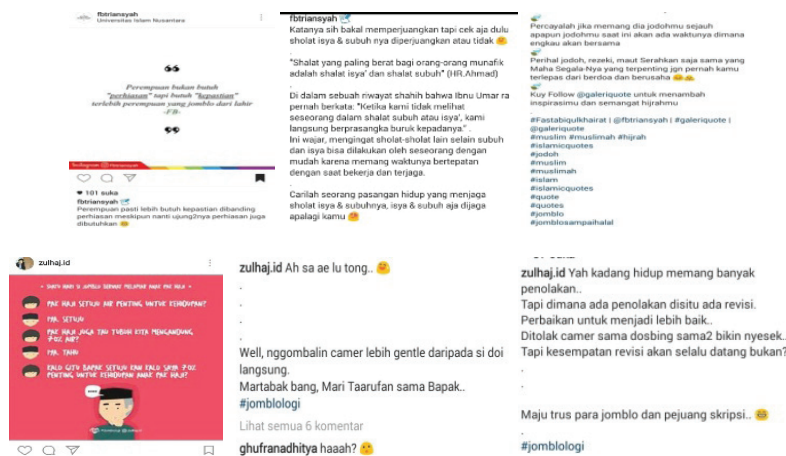 fbtriansyah
Universitas Islam Nusantara
Perempuan bukan butuh
"perhiasan" tapi butuh "kepastian"
terlebih perempuan yang jomblo dari lahir
-FB-
101 suka
fbtriansyah
Perempuan pasti lebih butuh kepastian dibanding
perhiasan meskipun nanti ujung2nya perhiasan juga
dibutuhkan
fbtriansyah
Katanya sih bakal memperjuangkan tapi cek aja dulu
sholat isya & subuh nya diperjuangkan atau tidak
"Shalat yang paling berat bagi orang-orang munafik
adalah shalat isya' dan shalat subuh" (HR.Ahmad)
Di dalam sebuah riwayat shahih bahwa Ibnu Umar ra
pernah berkata: "Ketika kami tidak melihat
seseorang dalam shalat subuh atau isya', kami
langsung berprasangka buruk kepadanya." .
Ini wajar, mengingat sholat-sholat lain selain subuh
dan isya bisa dilakukan oleh seseorang dengan
mudah karena memang waktunya bertepatan
dengan saat bekerja dan terjaga.
Carilah seorang pasangan hidup yang menjaga
sholat isya & subuhnya, isya & subuh aja dijaga
apalagi kamu
Percayalah jika memang dia jodohmu sejauh
apapun jodohmu saat ini akan ada waktunya dimana
engkau akan bersama
Perihal jodoh, rezeki, maut Serahkan saja sama yang
Maha Segala-Nya yang terpenting jgn pernah kamu
terlepas dari berdoa dan berusaha
Kuy Follow @galeriquote untuk menambah
inspirasimu dan semangat hijrahmu
.
#Fastabiqulkhairat | @fbtriansyah | #galeriquote |
@galeriquote
#muslim #muslimah #hijrah
#islamicquotes
#jodoh
#muslim
#muslimah
#islam
#islamicquotes
#quote
#quotes
#jomblo
#jomblosampaihalal
zulhaj.id
PAK HAJI SETUJU AIR PENTING UNTUK KEHIDUPAN?
YAA, SETUJU
PAK HAJI JUGA TAU TUBUH KITA MENGANDUNG
70% AIR?
YAA, TAHU
KALO GITU BAPAK SETUJU KAN KALO SAYA 70%
PENTING UNTUK KEHIDUPAN ANAK PAK HAJI?
zulhaj.id Ah sa ae lu tong..
.
.
.
.
Well, nggombalin camer lebih gentle daripada si doi
langsung.
Martabak bang, Mari Taarufan sama Bapak..
#jomblologi
Lihat semua 6 komentar
ghufranadhitya haaah?
zulhaj.id Yah kadang hidup memang banyak
penolakan..
Tapi dimana ada penolakan disitu ada revisi.
Perbaikan untuk menjadi lebih baik..
Ditolak camer sama dosbing sama2 bikin nyesek..
Tapi kesempatan revisi akan selalu datang bukan?
.
.
Maju trus para jomblo dan pejuang skripsi..
.
#jomblologi